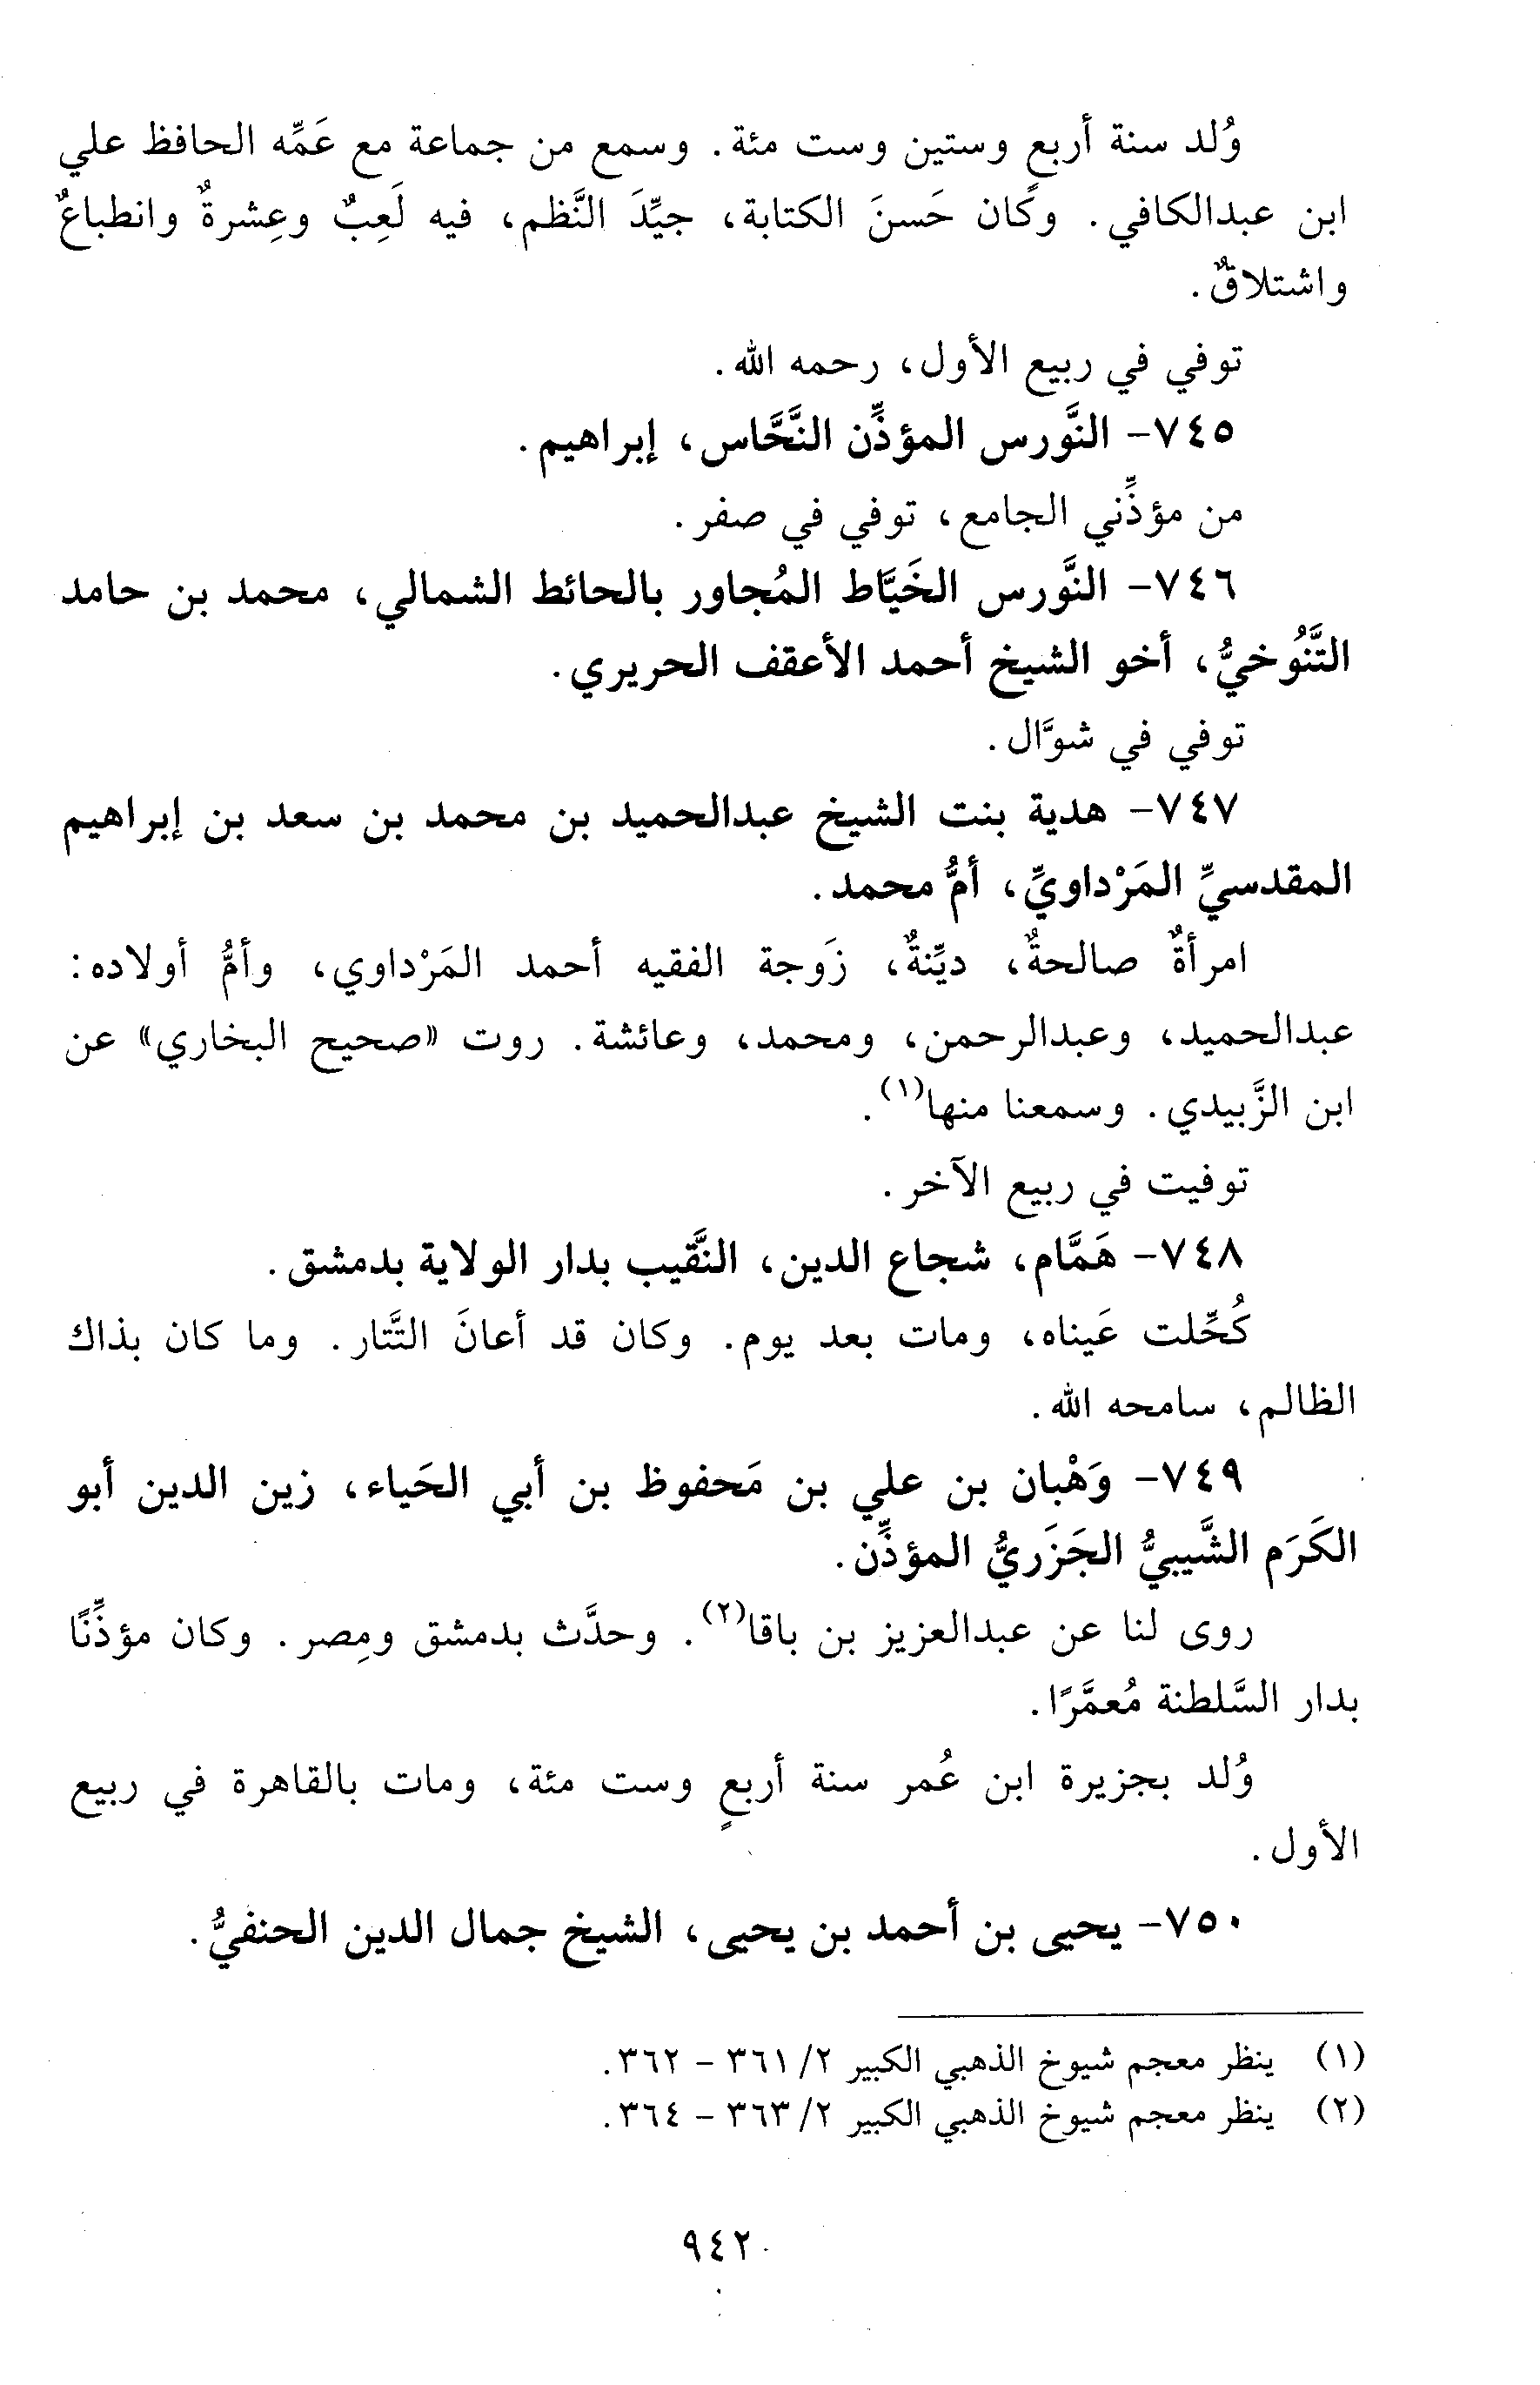 وُلد سنة أربعٍ وستين وست مئة. وسمع من جماعة مع عَمِّه الحافظ علي
ابن عبدالكافي. وكان حَسنَ الكتابة، جيِّدَ النَّظم، فيه لَعِبٌ وعِشرةٌ وانطباعٌ
واشتلاقٌ.
توفي في ربيع الأول، رحمه الله.
٧٤٥- النَّورس المؤذِّن النَّحَّاس، إبراهيم.
من مؤذِّني الجامع، توفي في صفر.
٧٤٦- النَّورس الخَيَّاط المُجاور بالحائط الشمالي، محمد بن حامد
التَّنُوخيُّ، أخو الشيخ أحمد الأعقف الحريري.
توفي في شوَّال.
٧٤٧- هدية بنت الشيخ عبدالحميد بن محمد بن سعد بن إبراهيم
المقدسيِّ المَرْداويِّ، أمُّ محمد.
امرأةٌ صالحةٌ، ديِّنةٌ، زَوجة الفقيه أحمد المَرْداوي، وأمُّ أولاده:
عبدالحميد، وعبدالرحمن، ومحمد، وعائشة. روت «صحيح البخاري» عن
ابن الزَّبيدي. وسمعنا منها(١).
توفيت في ربيع الآخر.
٧٤٨- هَمَّام، شجاع الدين، النَّقيب بدار الولاية بدمشق.
كُحِّلت عَيناه، ومات بعد يوم. وكان قد أعانَ التَّتار. وما كان بذاك
الظالم، سامحه الله.
٧٤٩- وَهْبان بن علي بن مَحفوظ بن أبي الحَياء، زين الدين أبو
الكَرَم الشَّيبيُّ الجَزَريُّ المؤذِّن.
روى لنا عن عبدالعزيز بن باقا(٢). وحدَّث بدمشق ومِصر. وكان مؤذِّنًا
بدار السَّلطنة مُعمَّرًا.
وُلد بجزيرة ابن عُمر سنة أربعٍ وست مئة، ومات بالقاهرة في ربيع
الأول.
٧٥٠- يحيى بن أحمد بن يحيى، الشيخ جمال الدين الحنفيُّ.
(١) ينظر معجم شيوخ الذهبي الكبير ٢/ ٣٦١ - ٣٦٢.
(٢) ينظر معجم شيوخ الذهبي الكبير ٢/ ٣٦٣ - ٣٦٤.
٩٤٢